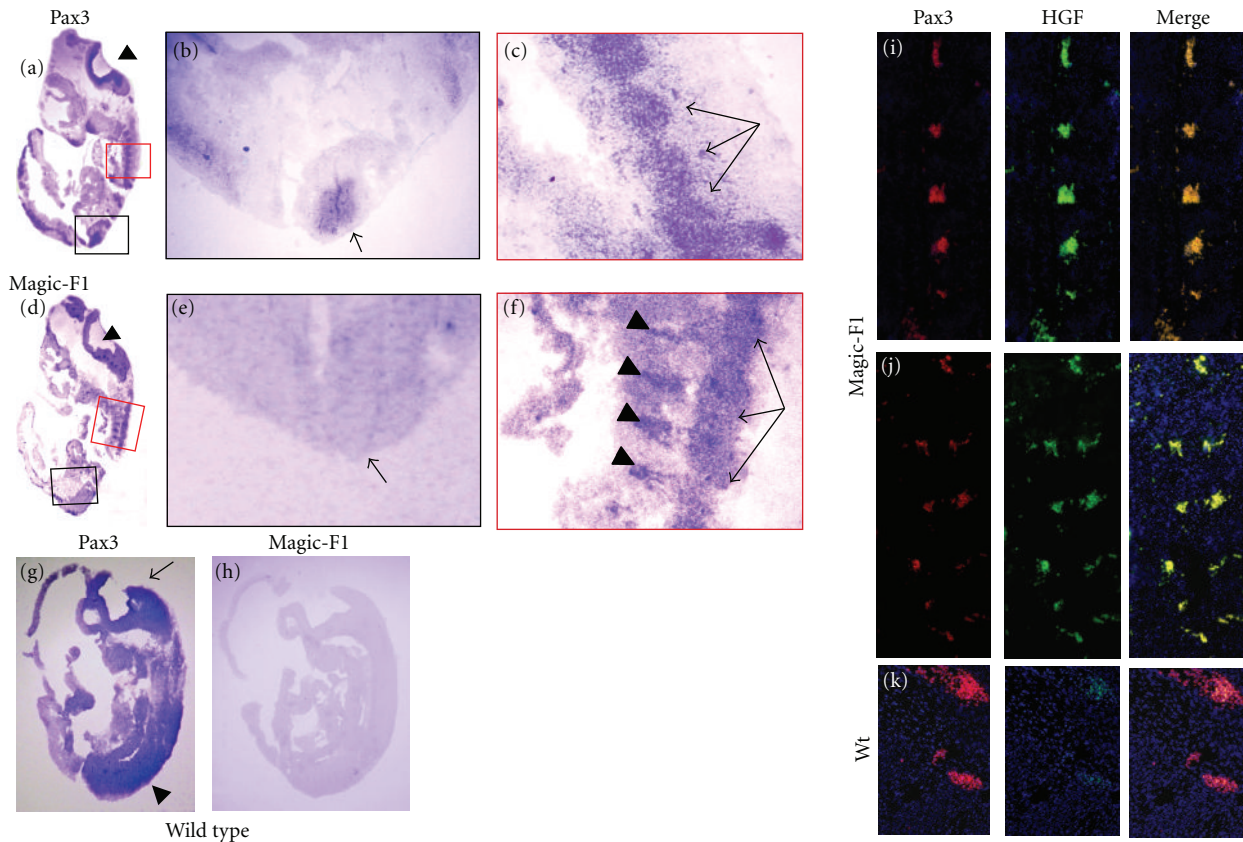 Pax3
(a)
(b)
(c)
Magic-F1
(d)
(e)
(f)
Pax3
Magic-F1
(g)
(h)
Wild type
Pax3 HGF Merge
(i)
(j)
(k)
Magic-F1
Wt